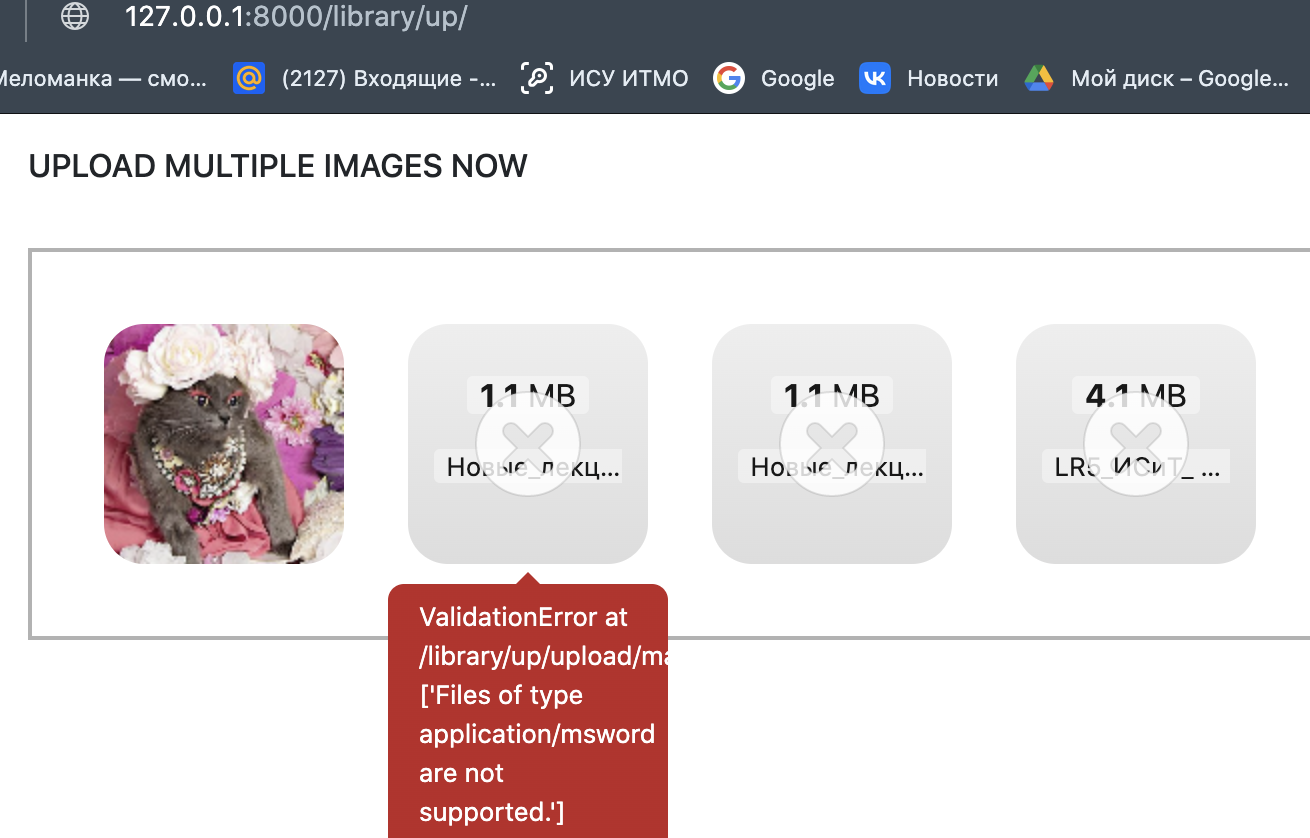 127.0.0.1:8000/library/up/
Меломанка — смо... (2127) Входящие -... ИСУ ИТМО Google Новости Мой диск – Google...
UPLOAD MULTIPLE IMAGES NOW
1.1 MB 1.1 MB 4.1 MB
Новые_лекц... Новые_лекц... LR5_ИСиТ_ ...
ValidationError at
/library/up/upload/ma
['Files of type
application/msword
are not
supported.']